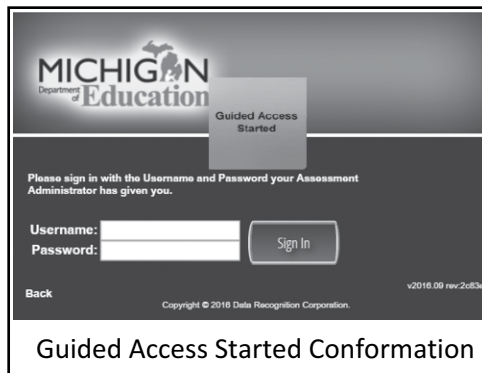 MICHIGAN
Department of Education
Guided Access
Started
Please sign in with the Username and Password your Assessment
Administrator has given you.
Username:
Password:
Sign In
Back
v2016.09 rev:2c83e
Copyright © 2016 Data Recognition Corporation.
Guided Access Started Conformation